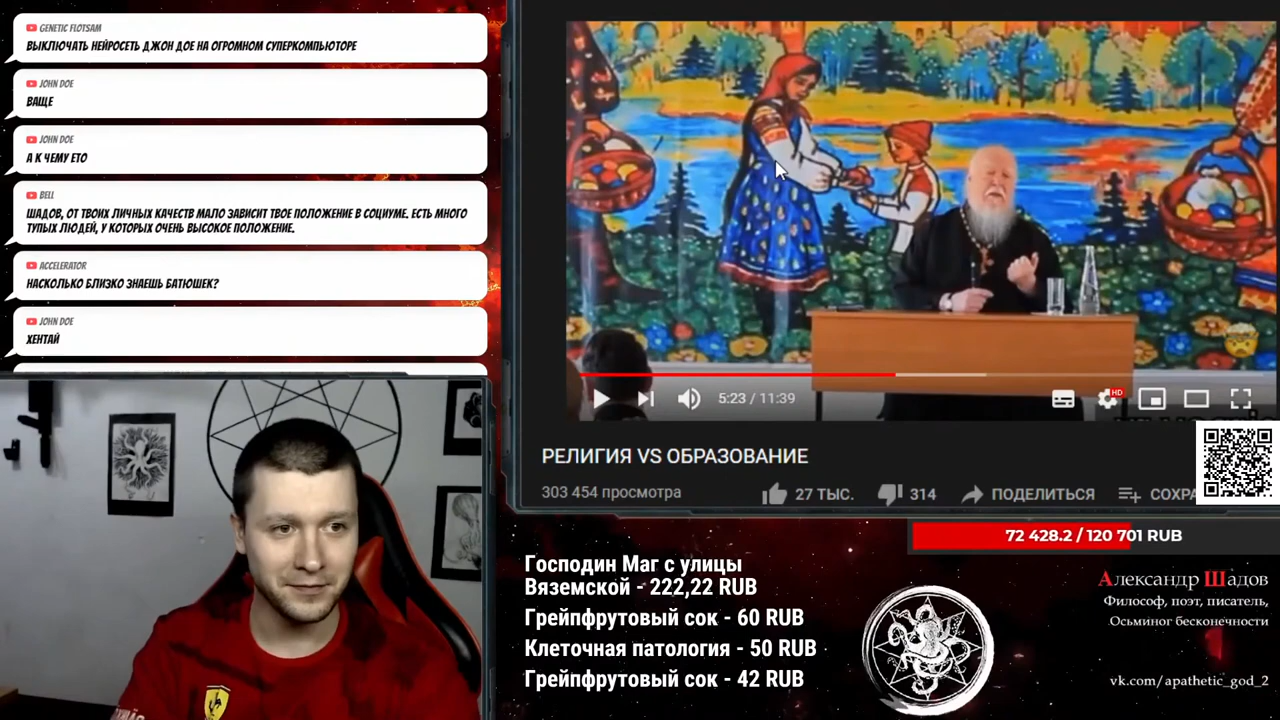 GENETIC FLOTSAM
ВЫКЛЮЧАТЬ НЕЙРОСЕТЬ ДЖОН ДОЕ НА ОГРОМНОМ СУПЕРКОМПЬЮТОРЕ
JOHN DOE
ВАЩЕ
JOHN DOE
А К ЧЕМУ ЕТО
BELL
ШАДОВ, ОТ ТВОИХ ЛИЧНЫХ КАЧЕСТВ МАЛО ЗАВИСИТ ТВОЕ ПОЛОЖЕНИЕ В СОЦИУМЕ. ЕСТЬ МНОГО
ТУПЫХ ЛЮДЕЙ, У КОТОРЫХ ОЧЕНЬ ВЫСОКОЕ ПОЛОЖЕНИЕ.
ACCELERATOR
НАСКОЛЬКО БЛИЗКО ЗНАЕШЬ БАТЮШЕК?
JOHN DOE
ХЕНТАЙ
5:23 / 11:39
HD
РЕЛИГИЯ VS ОБРАЗОВАНИЕ
303 454 просмотра
27 ТЫС.
314
ПОДЕЛИТЬСЯ
СОХРА
72 428.2 / 120 701 RUB
Господин Маг с улицы
Вяземской - 222,22 RUB
Грейпфрутовый сок - 60 RUB
Клеточная патология - 50 RUB
Грейпфрутовый сок - 42 RUB
Александр Шадов
Философ, поэт, писатель,
Осьминог бесконечности
vk.com/apathetic_god_2